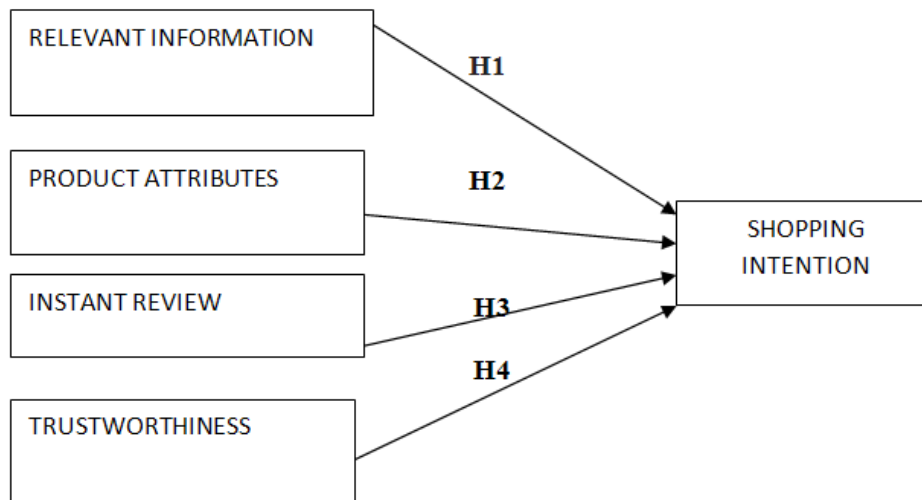 RELEVANT INFORMATION
H1
PRODUCT ATTRIBUTES
H2
SHOPPING
INTENTION
INSTANT REVIEW
H3
H4
TRUSTWORTHINESS